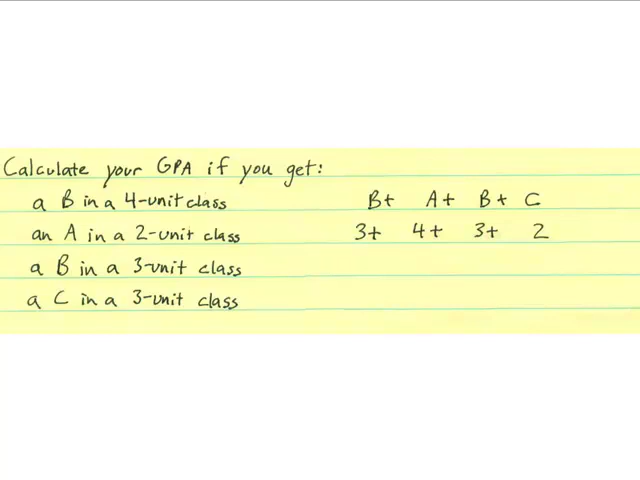 Calculate your GPA if you get:
a B in a 4-unit class
B+ A+ B+ C
an A in a 2-unit class
3+ 4+ 3+ 2
a B in a 3-unit class
a C in a 3-unit class